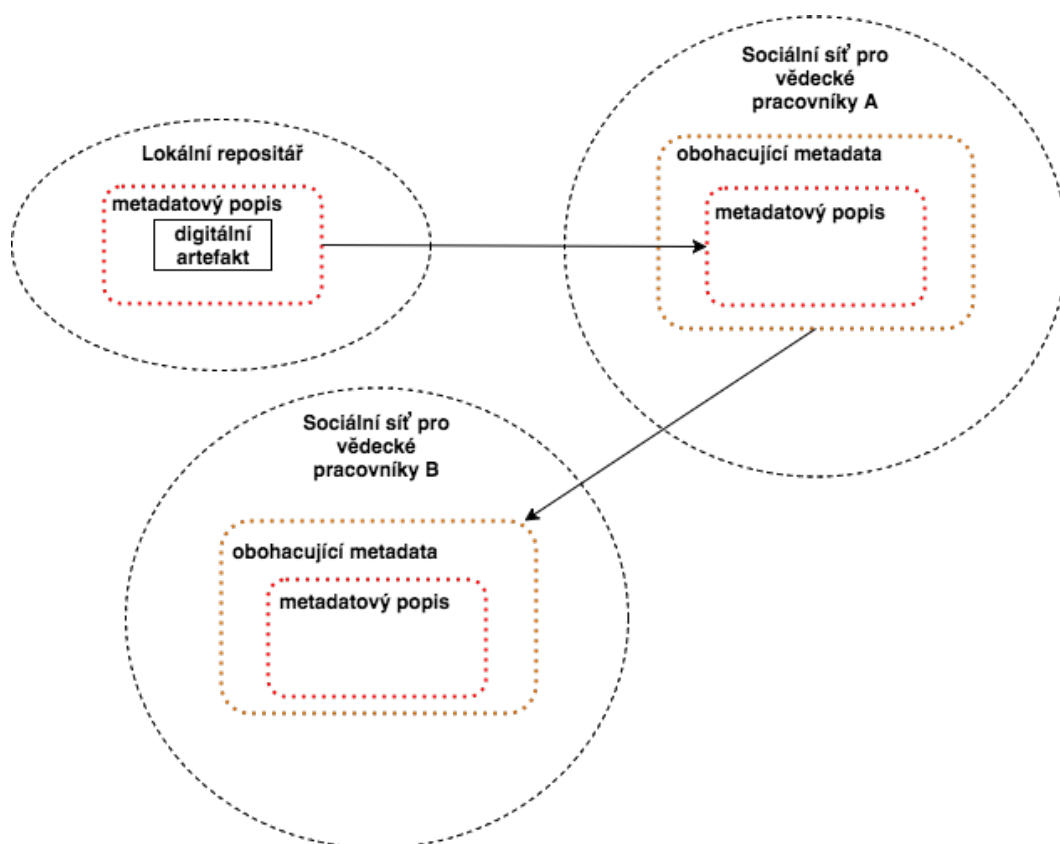 Lokální repositář
metadatový popis
digitální
artefakt
Sociální síť pro
vědecké
pracovníky A
obohacující metadata
metadatový popis
Sociální síť pro
vědecké
pracovníky B
obohacující metadata
metadatový popis